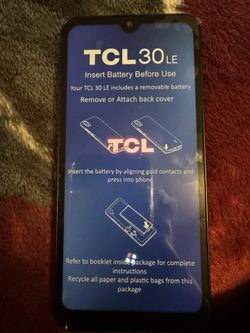 TCL 30 LE
Insert Battery Before Use
Your TCL 30 LE includes a removable battery
Remove or Attach back cover
TCL
Insert the battery by aligning gold contacts and
press into phone
Refer to booklet inside package for complete
instructions
Recycle all paper and plastic bags from this
package